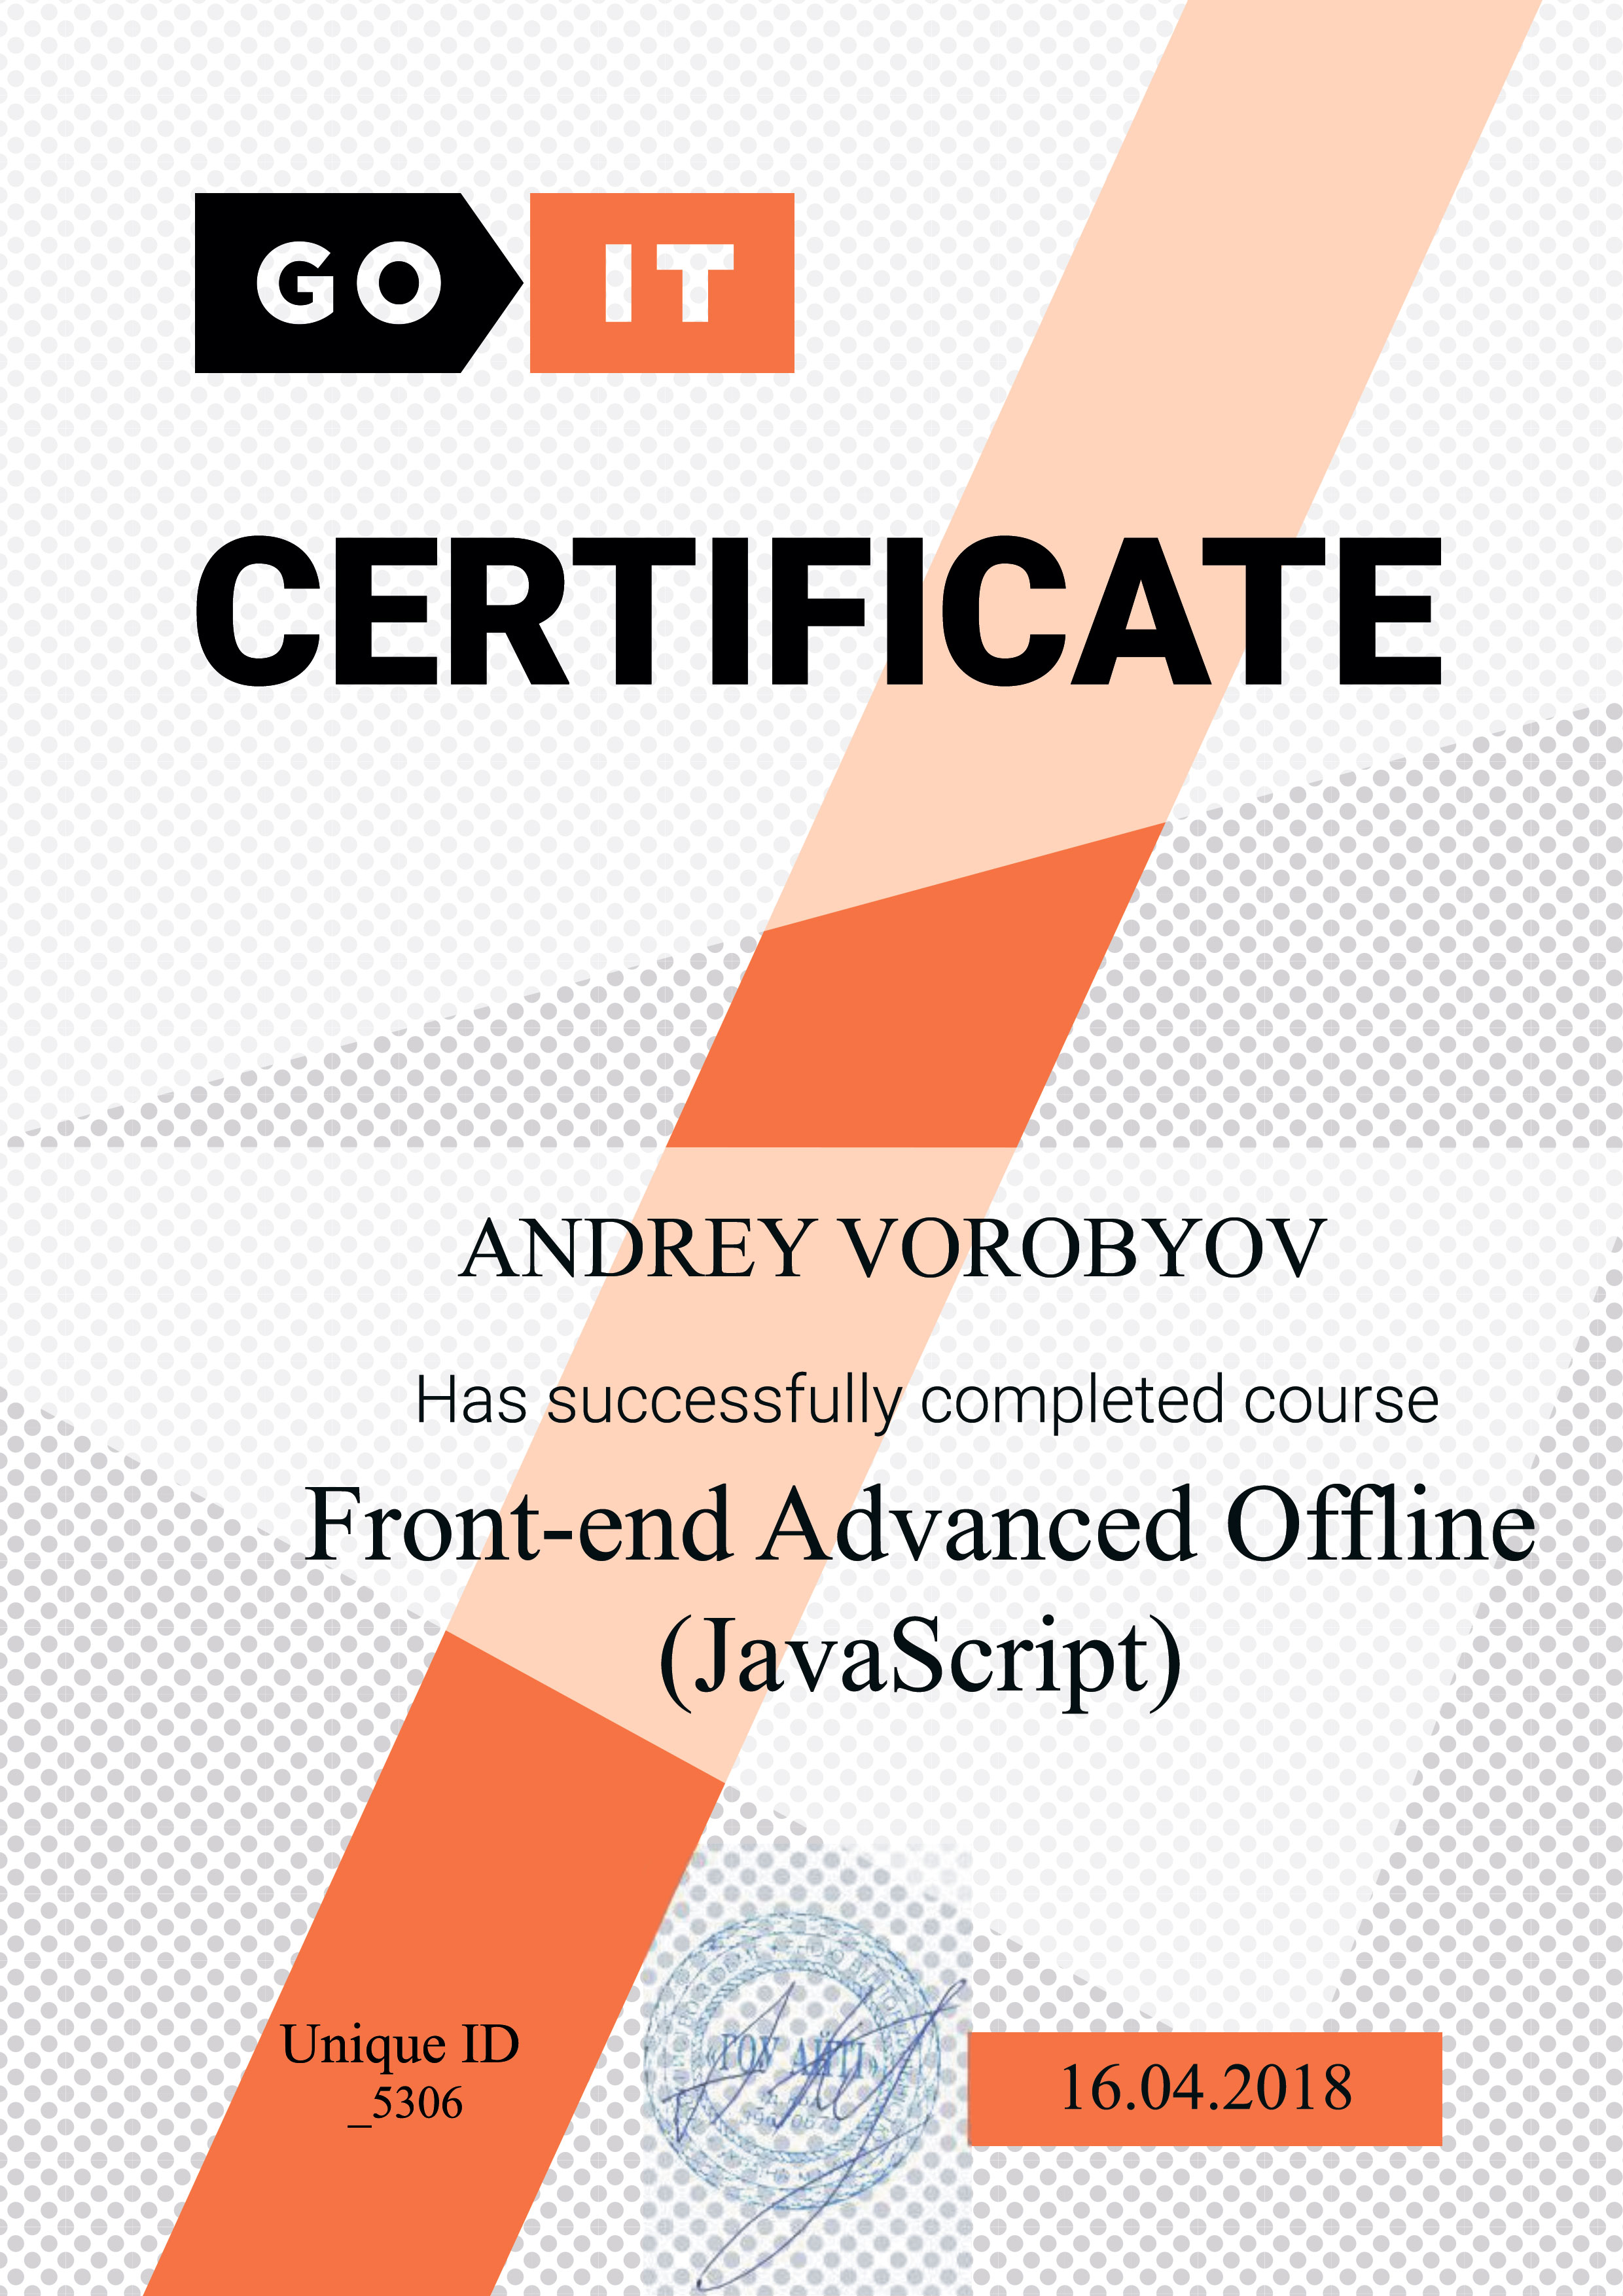 GO IT
CERTIFICATE
ANDREY VOROBYOV
Has successfully completed course
Front-end Advanced Offline
(JavaScript)
Unique ID
_5306
«ГОУ АЙТІ»
16.04.2018